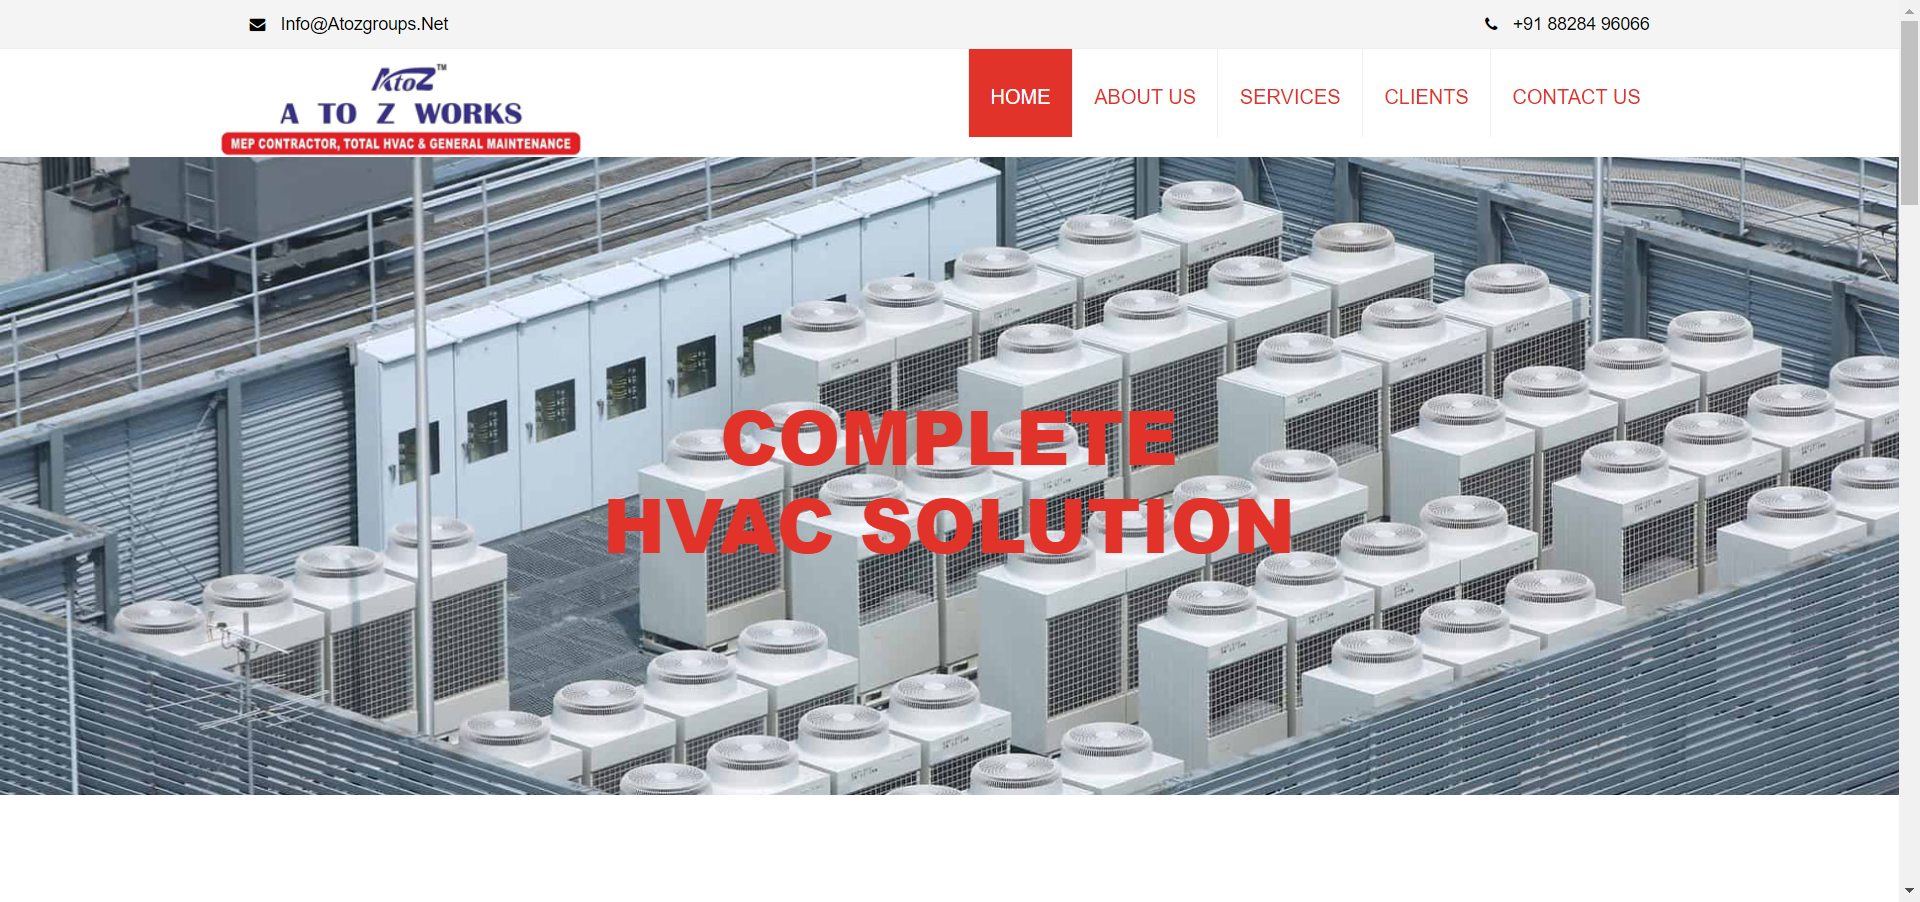 Info@Atozgroups.Net
+91 88284 96066
AtoZ™
A TO Z WORKS
MEP CONTRACTOR, TOTAL HVAC & GENERAL MAINTENANCE
HOME
ABOUT US
SERVICES
CLIENTS
CONTACT US
COMPLETE
HVAC SOLUTION